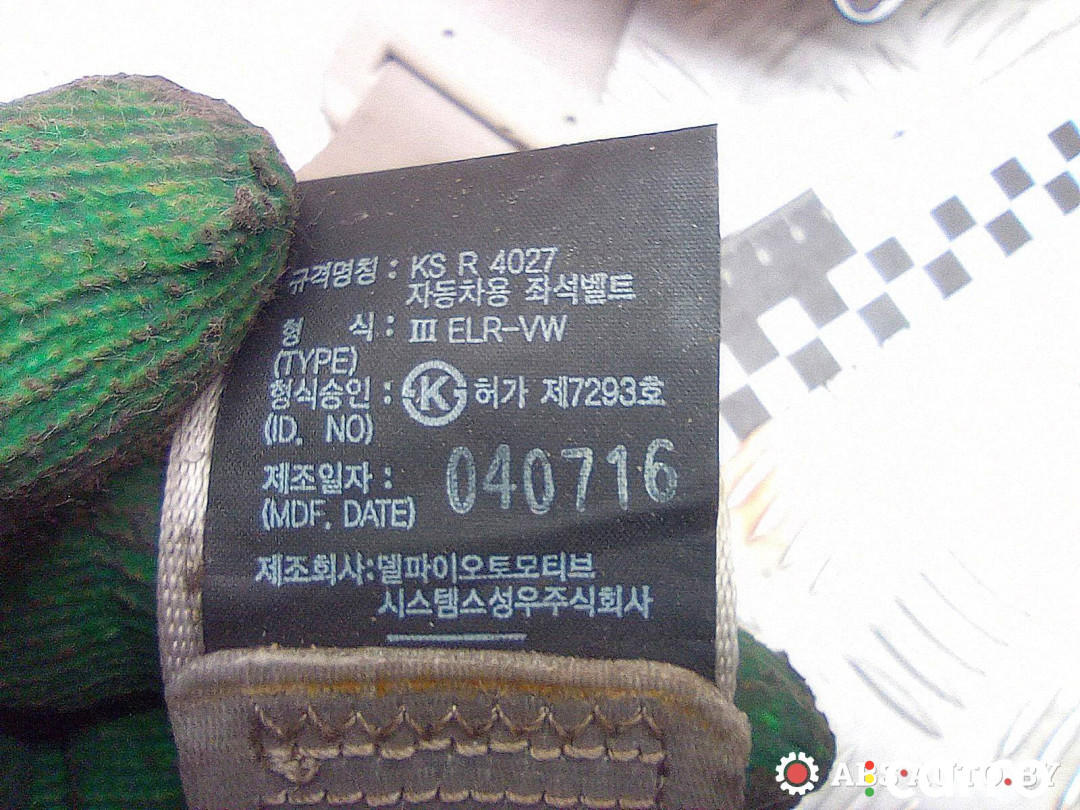 규격명칭 : KS R 4027
자동차용 좌석벨트
형 식 : Ⅲ ELR-VW
(TYPE)
형식승인 : K 허가 제7293호
(ID. NO)
제조일자 : 040716
(MDF. DATE)
제조회사:델파이오토모티브
시스템스성우주식회사